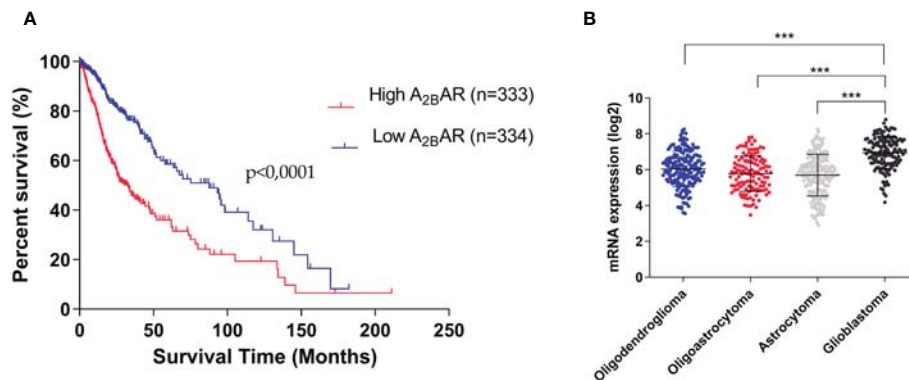 A
Percent survival (%)
100
80
60
40
20
0
0 50 100 150 200 250
Survival Time (Months)
High A2BAR (n=333)
Low A2BAR (n=334)
p<0,0001
B
***
***
***
mRNA expression (log2)
10
8
6
4
2
0
Oligodendroglioma
Oligoastrocytoma
Astrocytoma
Glioblastoma